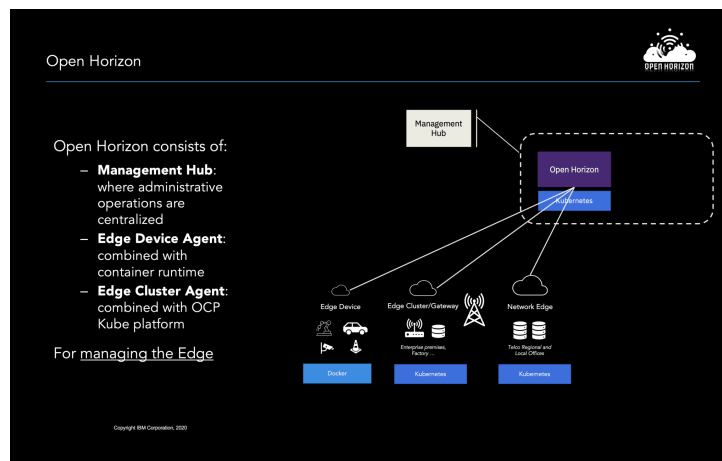 Open Horizon
OPEN HORIZON
Open Horizon consists of:
– Management Hub:
where administrative
operations are
centralized
– Edge Device Agent:
combined with
container runtime
– Edge Cluster Agent:
combined with OCP
Kube platform
For managing the Edge
Management
Hub
Open Horizon
Kubernetes
Edge Device
Edge Cluster/Gateway
Network Edge
Enterprise premises,
Factory ...
Telco Regional and
Local Offices
Docker
Kubernetes
Kubernetes
Copyright IBM Corporation, 2020